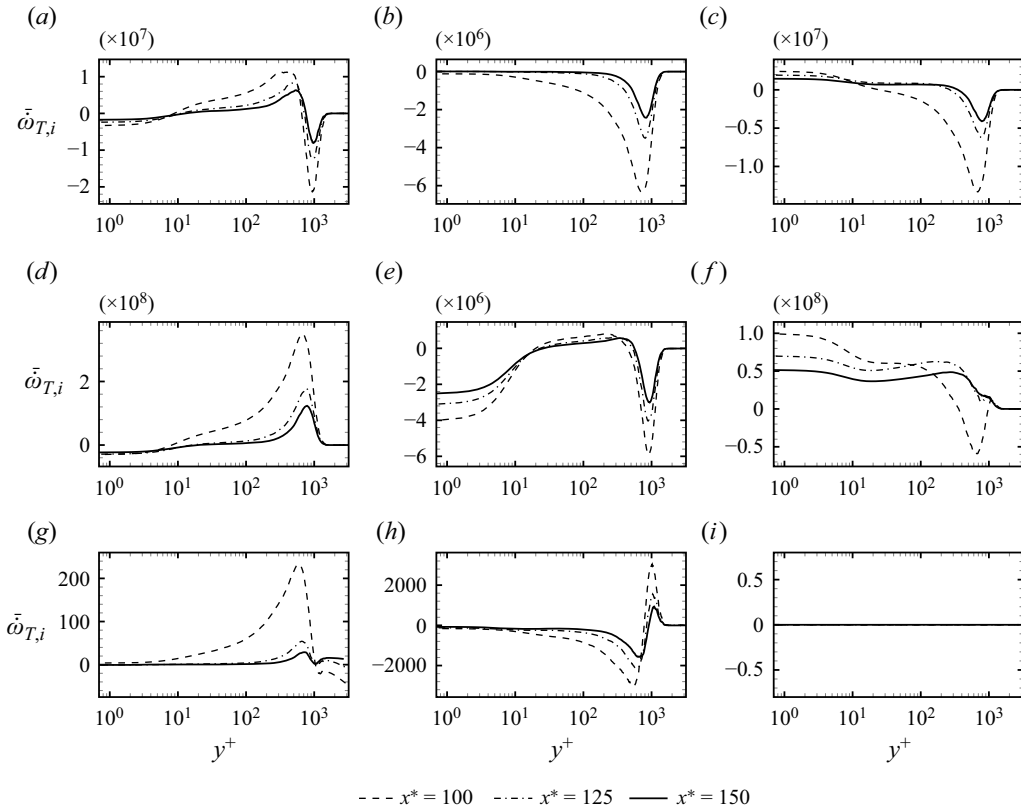 (a) (b) (c)
(×10⁷) (×10⁶) (×10⁷)
1 0 −1 −2
0 −2 −4 −6
0 −0.5 −1.0
ω̄̇_{T,i}
10⁰ 10¹ 10² 10³ 10⁰ 10¹ 10² 10³ 10⁰ 10¹ 10² 10³
(d) (e) (f)
(×10⁸) (×10⁶) (×10⁸)
2 0
0 −2 −4 −6
1.0 0.5 0 −0.5
ω̄̇_{T,i}
10⁰ 10¹ 10² 10³ 10⁰ 10¹ 10² 10³ 10⁰ 10¹ 10² 10³
(g) (h) (i)
200 100 0
2000 0 −2000
0.5 0 −0.5
ω̄̇_{T,i}
10⁰ 10¹ 10² 10³ 10⁰ 10¹ 10² 10³ 10⁰ 10¹ 10² 10³
y⁺ y⁺ y⁺
x* = 100 x* = 125 x* = 150